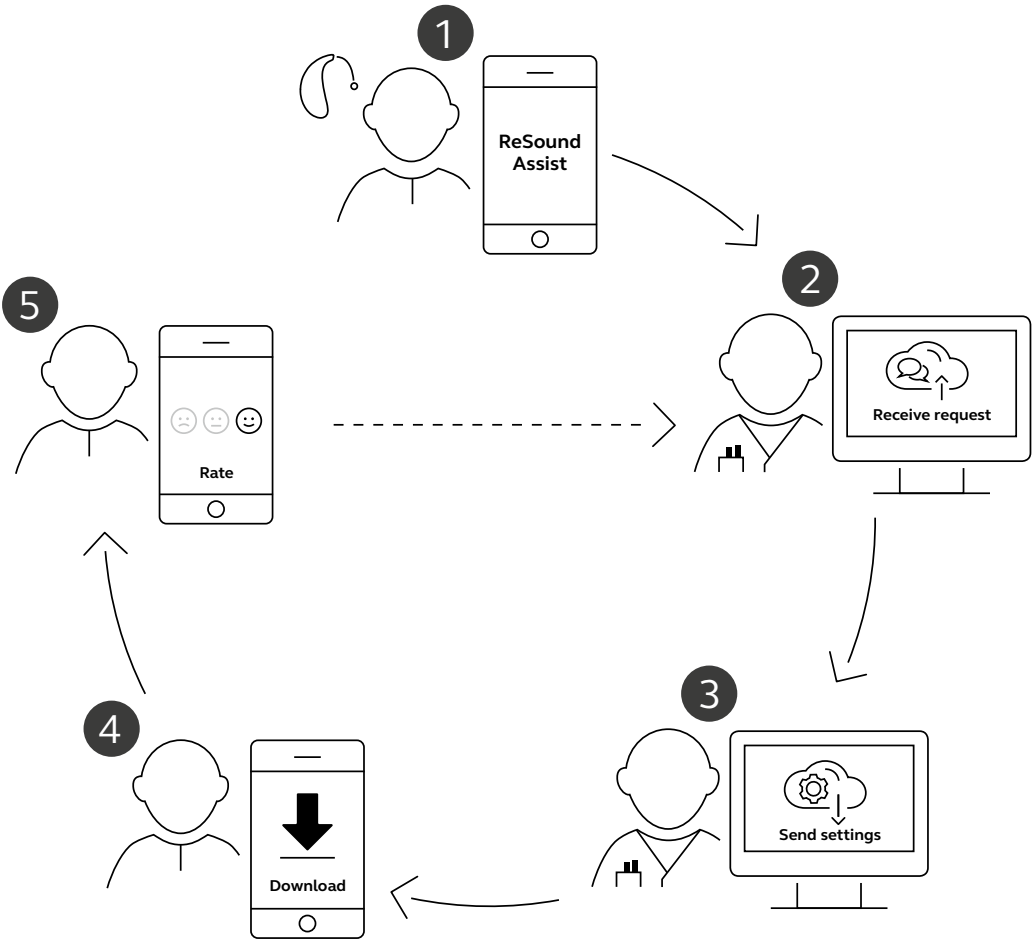 1
ReSound
Assist
2
Receive request
3
Send settings
4
Download
5
Rate